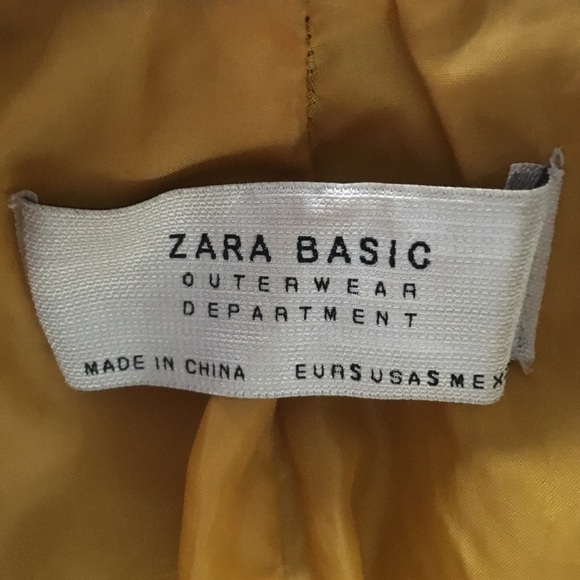 ZARA BASIC
OUTERWEAR
DEPARTMENT
MADE IN CHINA EUR S USA S MEX